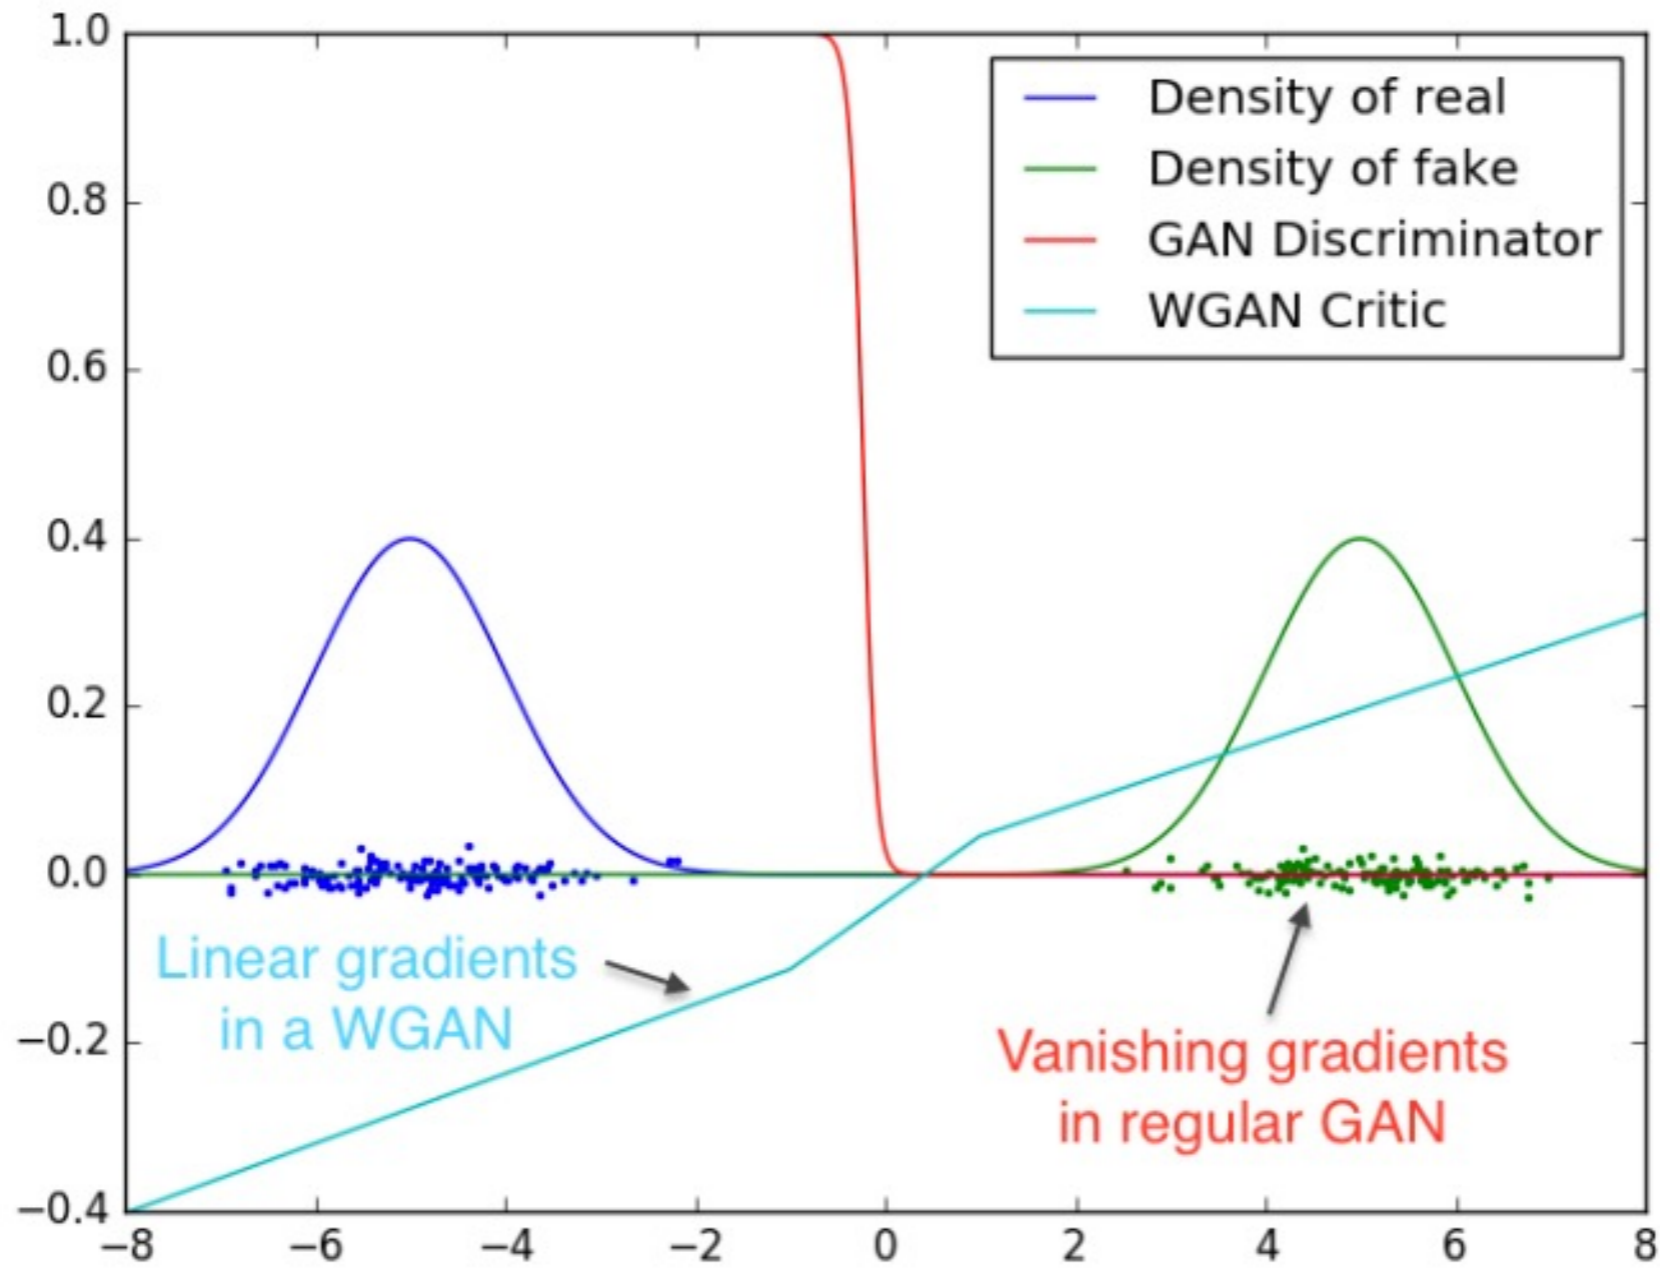 1.0
0.8
0.6
0.4
0.2
0.0
−0.2
−0.4
Density of real
Density of fake
GAN Discriminator
WGAN Critic
Linear gradients
in a WGAN
Vanishing gradients
in regular GAN
−8 −6 −4 −2 0 2 4 6 8